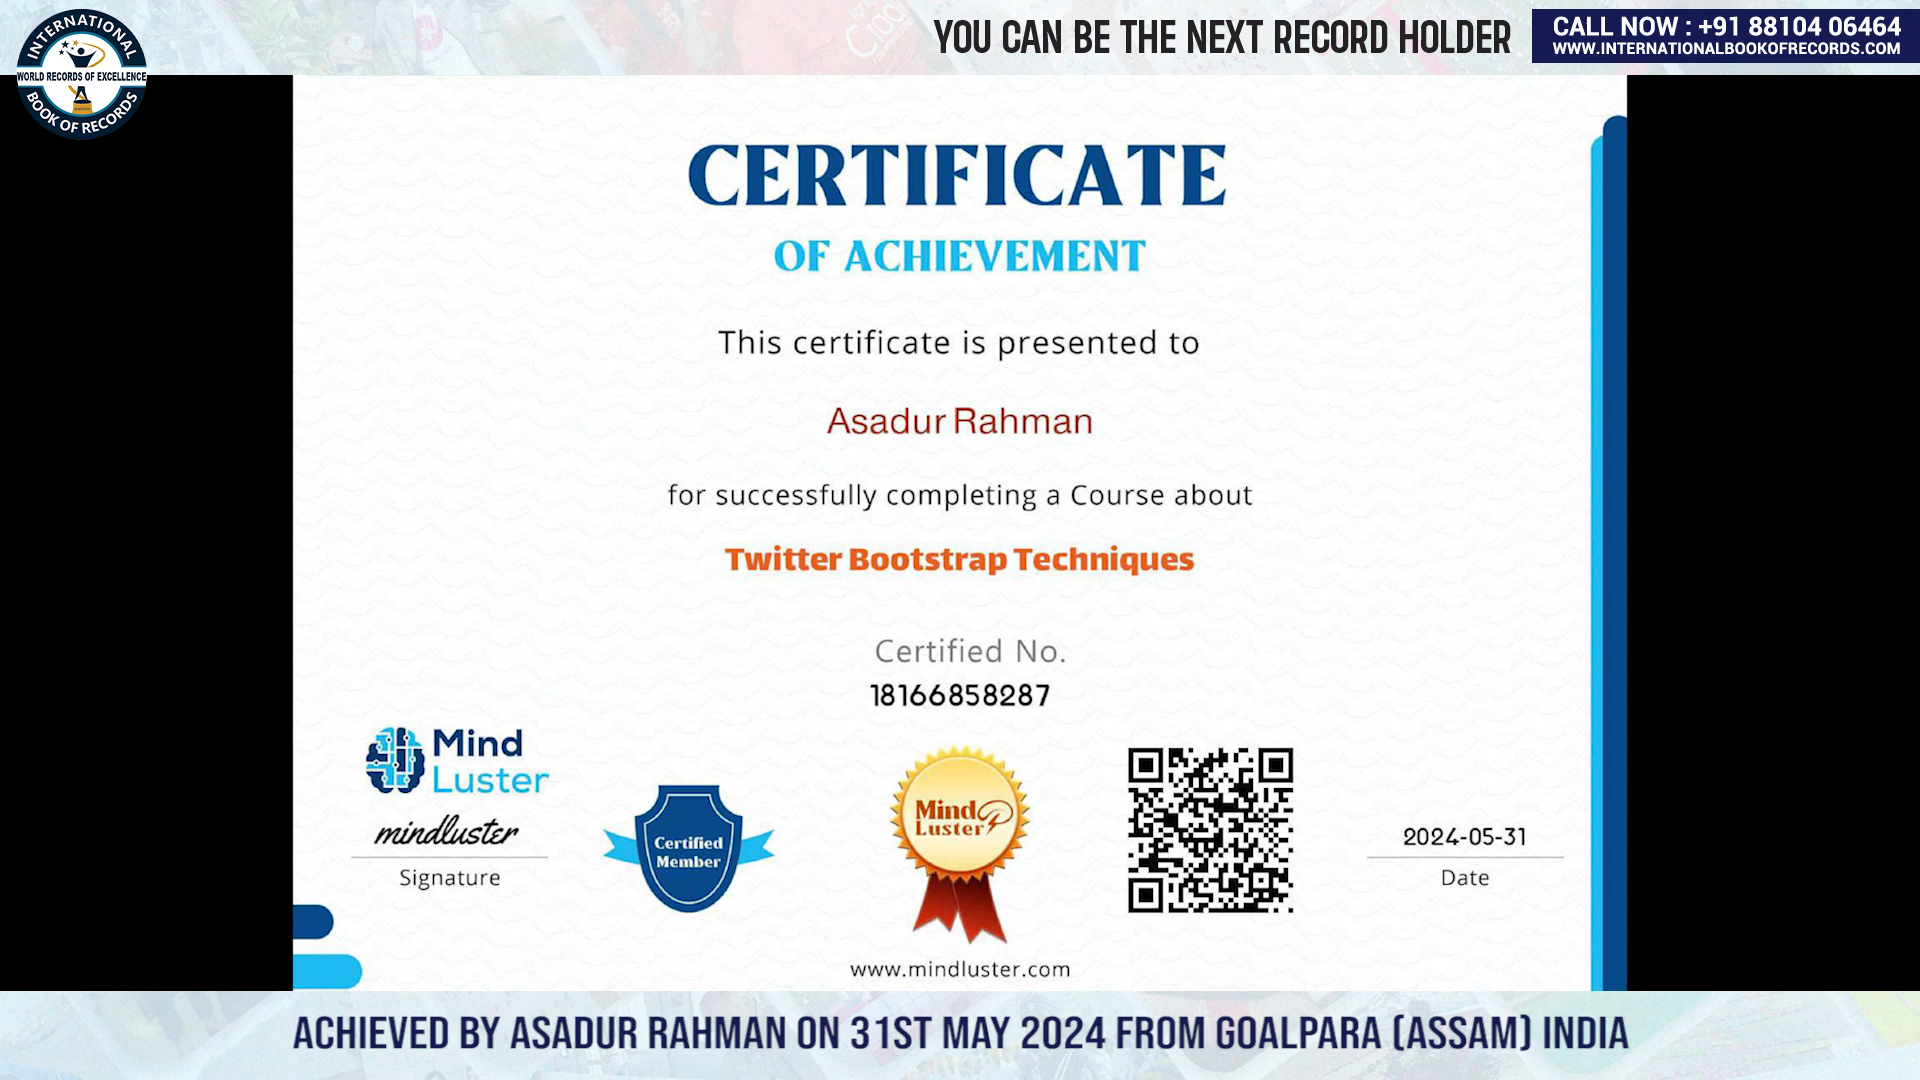 INTERNATIONAL
WORLD RECORDS OF EXCELLENCE
BOOK OF RECORDS
YOU CAN BE THE NEXT RECORD HOLDER
CALL NOW : +91 88104 06464
WWW.INTERNATIONALBOOKOFRECORDS.COM
CERTIFICATE
OF ACHIEVEMENT
This certificate is presented to
Asadur Rahman
for successfully completing a Course about
Twitter Bootstrap Techniques
Certified No.
18166858287
Mind
Luster
mindluster
Signature
Certified
Member
Mind
Luster
2024-05-31
Date
www.mindluster.com
ACHIEVED BY ASADUR RAHMAN ON 31ST MAY 2024 FROM GOALPARA (ASSAM) INDIA